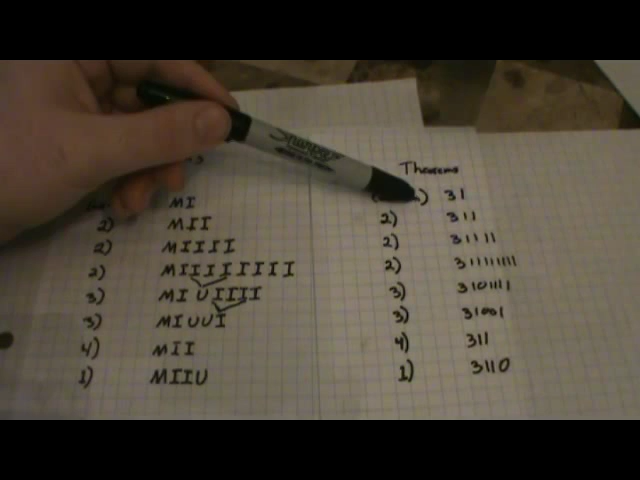 Sharpie
MI
2) MII
2) MIIII
2) MIIIIIIII
3) MIUIIII
3) MIUUI
4) MII
1) MIIU
Theorems
) 31
2) 311
2) 31111
2) 311111111
3) 3101111
3) 31001
4) 311
1) 3110